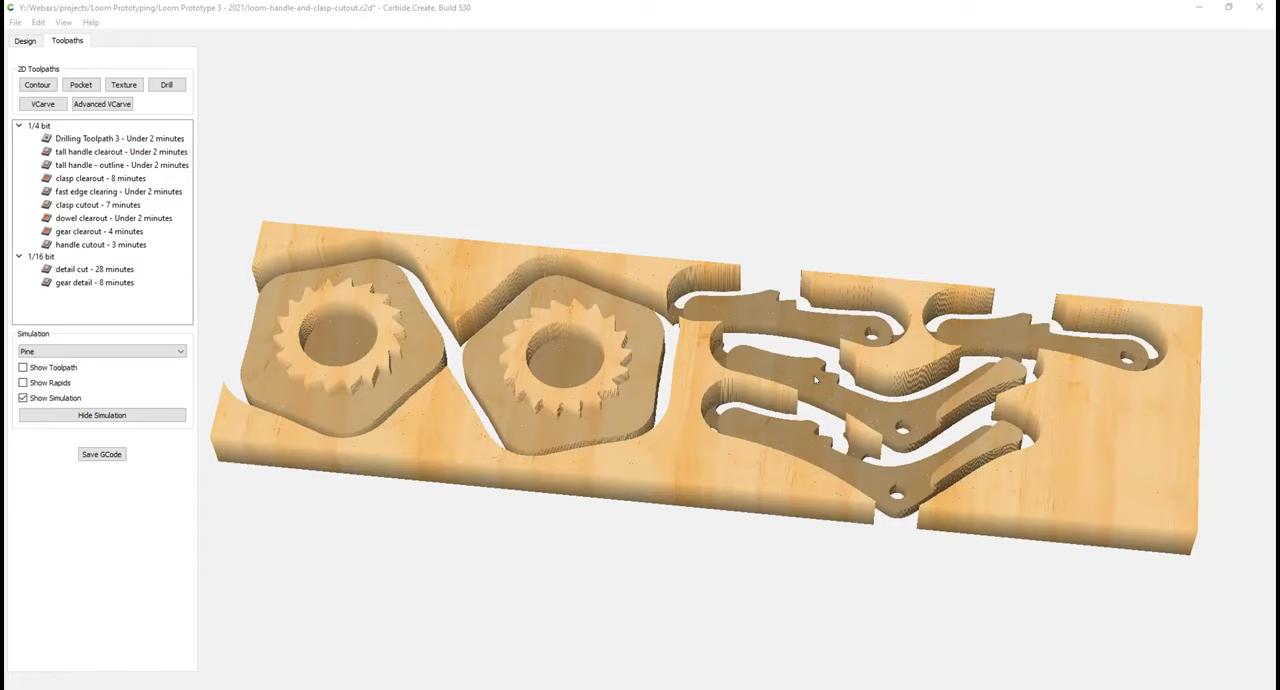 Y:/Webaxs/projects/Loom Prototyping/Loom Prototype 3 - 2021/loom-handle-and-clasp-cutout.c2d* - Carbide Create, Build 530
File Edit View Help
Design Toolpaths
2D Toolpaths
Contour Pocket Texture Drill
VCarve Advanced VCarve
1/4 bit
Drilling Toolpath 3 - Under 2 minutes
tall handle clearout - Under 2 minutes
tall handle - outline - Under 2 minutes
clasp clearout - 8 minutes
fast edge clearing - Under 2 minutes
clasp cutout - 7 minutes
dowel clearout - Under 2 minutes
gear clearout - 4 minutes
handle cutout - 3 minutes
1/16 bit
detail cut - 28 minutes
gear detail - 8 minutes
Simulation
Pine
Show Toolpath
Show Rapids
Show Simulation
Hide Simulation
Save GCode